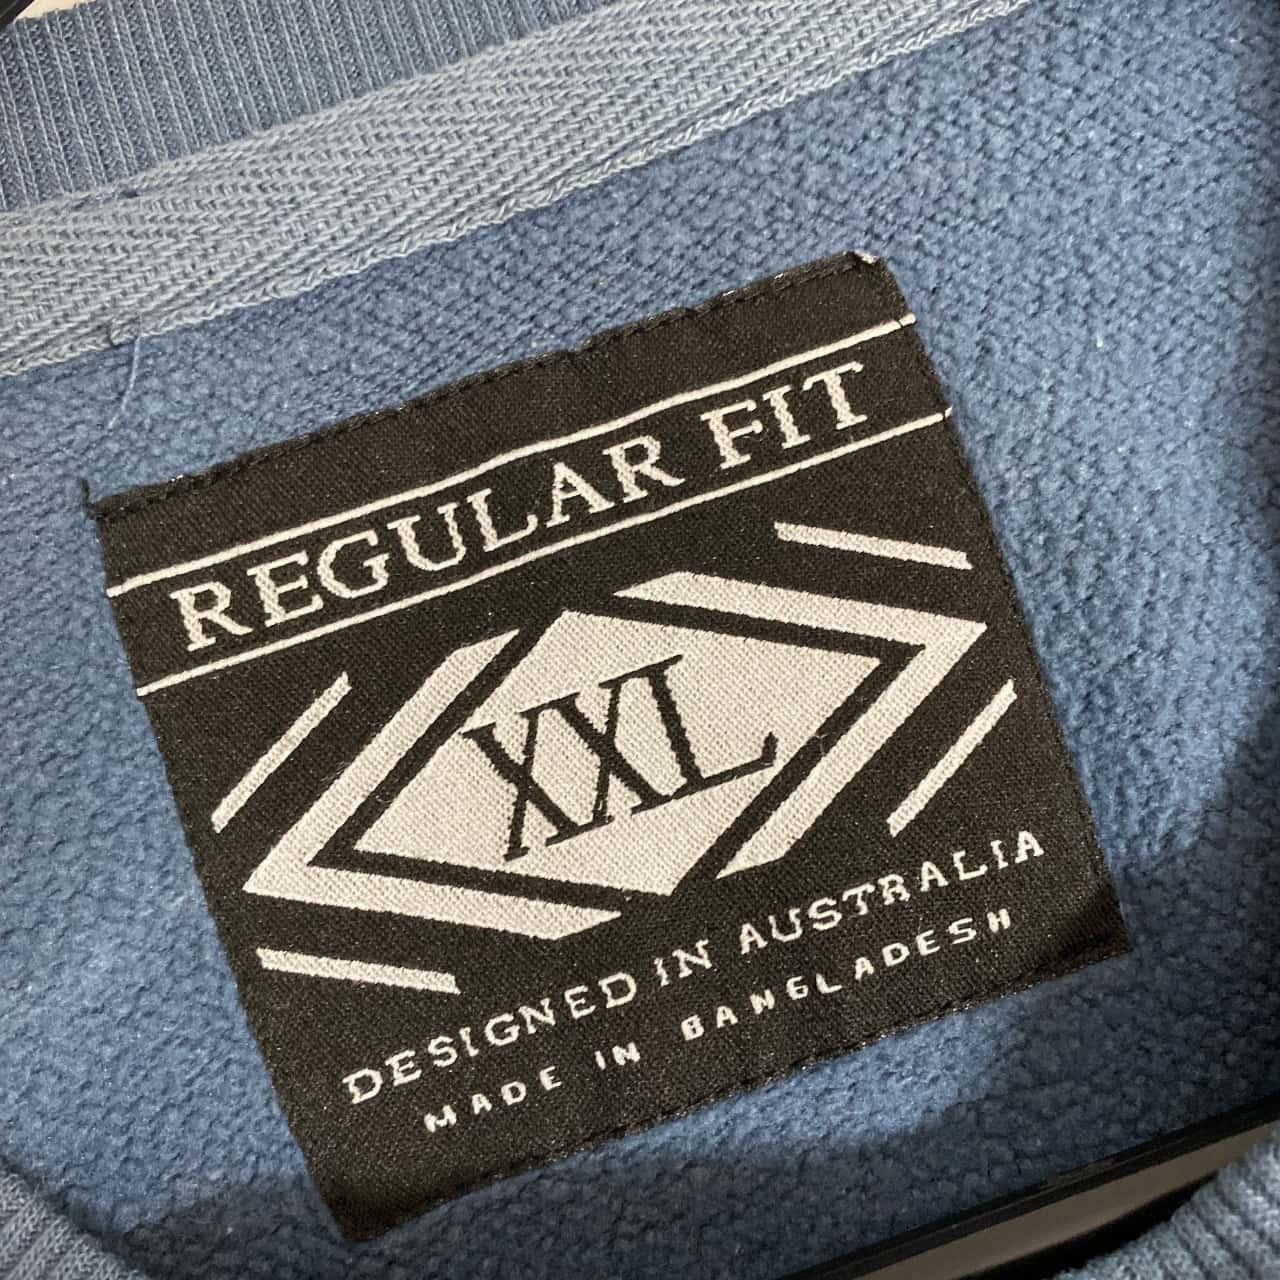 REGULAR FIT
XXL
DESIGNED IN AUSTRALIA
MADE IN BANGLADESH